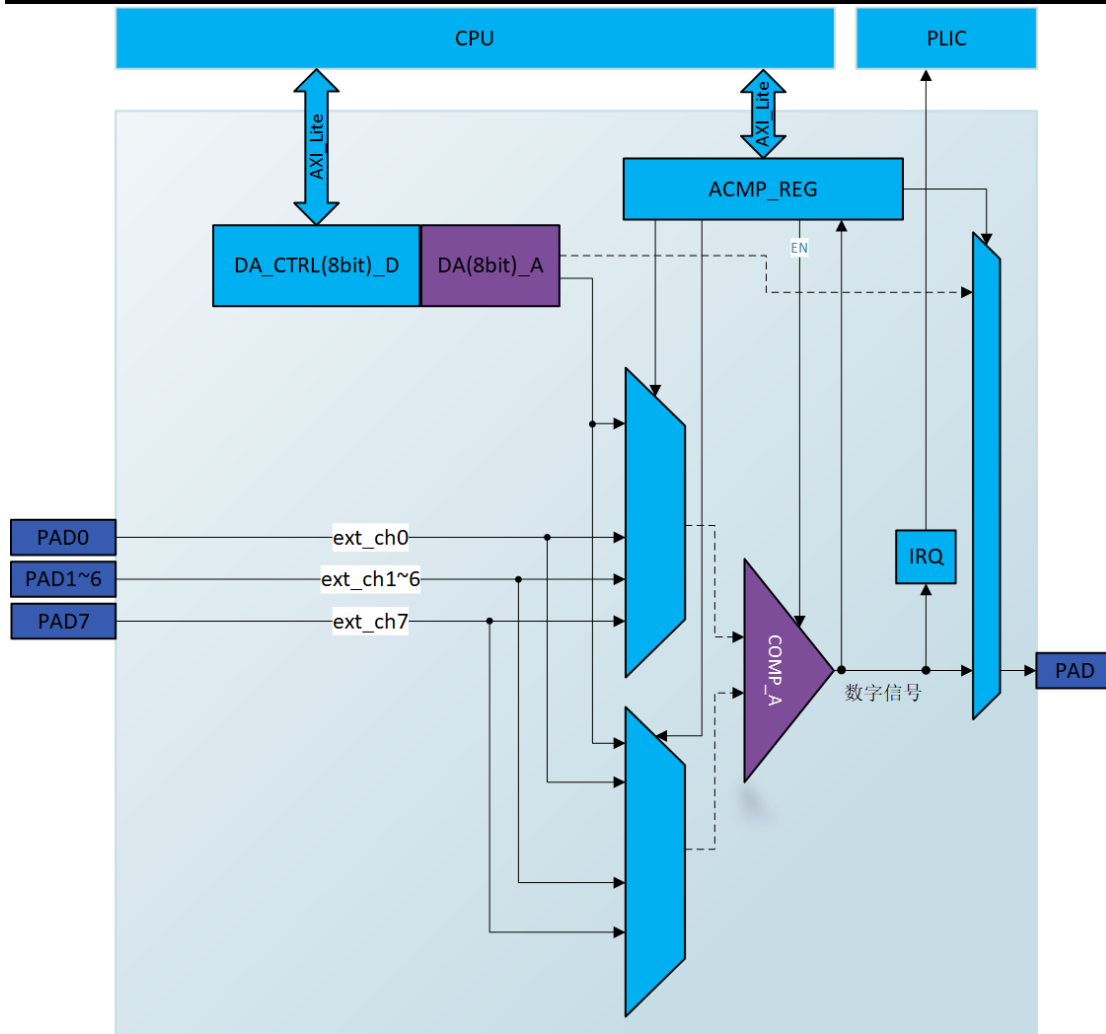 CPU
PLIC
AXI_Lite
AXI_Lite
ACMP_REG
DA_CTRL(8bit)_D
DA(8bit)_A
EN
PAD0
ext_ch0
PAD1~6
ext_ch1~6
PAD7
ext_ch7
IRQ
COMP_A
数字信号
PAD